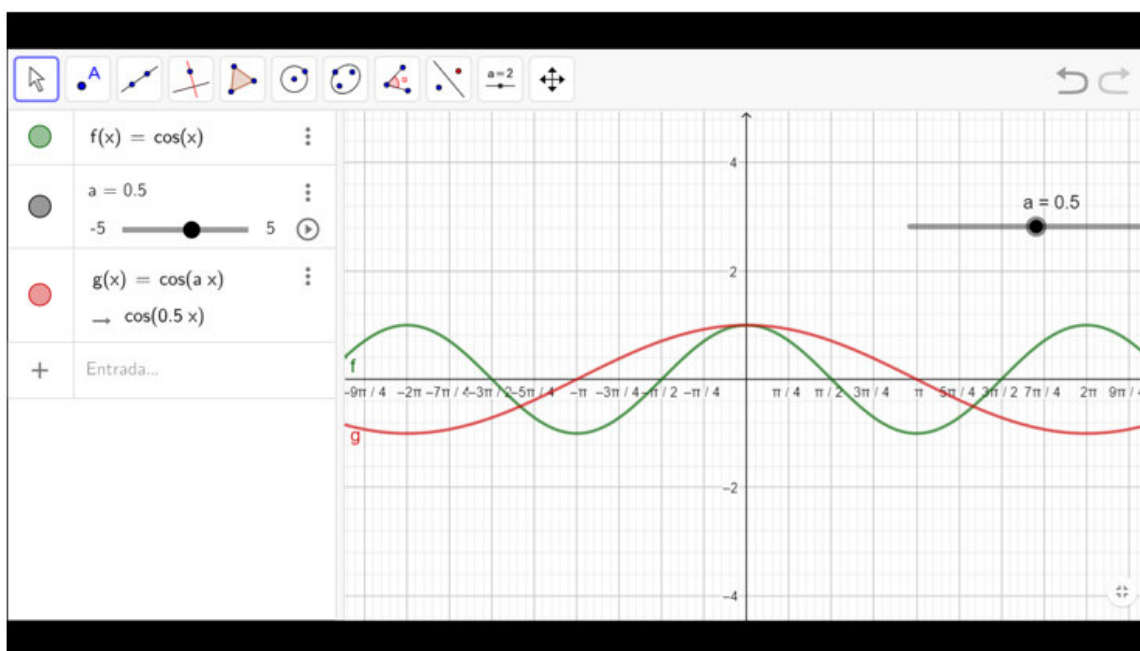 A
a=2
f(x) = cos(x)
a = 0.5
-5 5
g(x) = cos(a x)
→ cos(0.5 x)
+ Entrada...
4
a = 0.5
2
f
-9π / 4 -2π -7π / 4 -3π / 2 -5π / 4 -π -3π / 4 -π / 2 -π / 4 π / 4 π / 2 3π / 4 π 5π / 4 3π / 2 7π / 4 2π 9π / 4
g
-2
-4